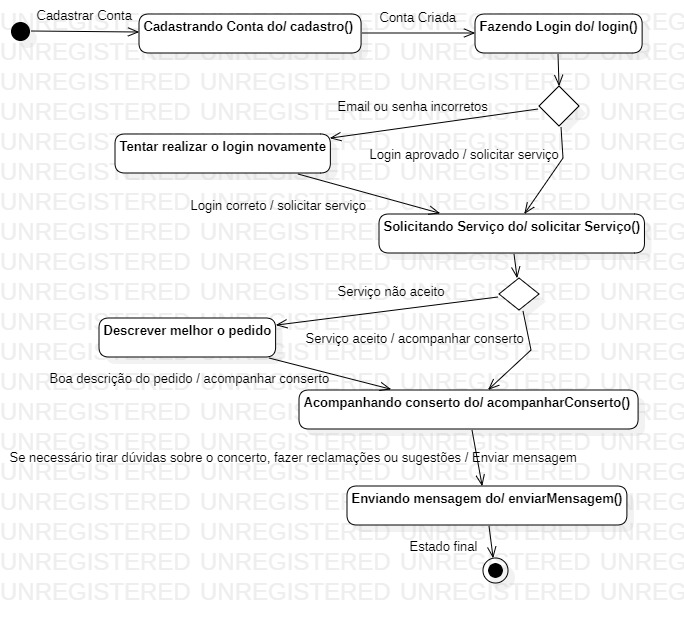 Cadastrar Conta
Cadastrando Conta do/ cadastro()
Conta Criada
Fazendo Login do/ login()
Email ou senha incorretos
Tentar realizar o login novamente
Login aprovado / solicitar serviço
Login correto / solicitar serviço
Solicitando Serviço do/ solicitar Serviço()
Serviço não aceito
Descrever melhor o pedido
Serviço aceito / acompanhar conserto
Boa descrição do pedido / acompanhar conserto
Acompanhando conserto do/ acompanharConserto()
Se necessário tirar dúvidas sobre o concerto, fazer reclamações ou sugestões / Enviar mensagem
Enviando mensagem do/ enviarMensagem()
Estado final
UNREGISTERED